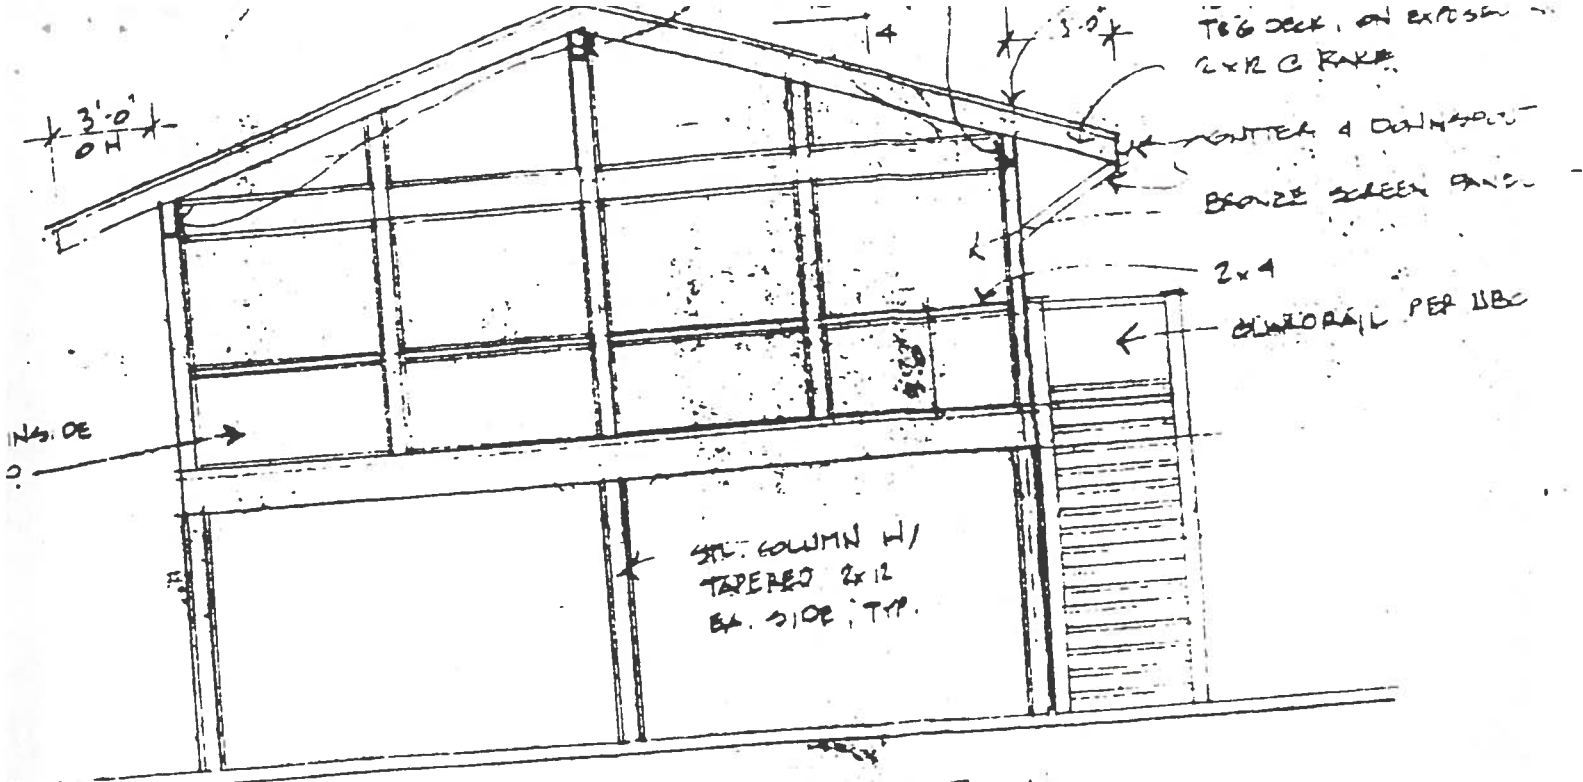 4
3'-0"
T&G DECK, ON EXPOSED
2x12 @ RAKE.
3'-0"
OH
GUTTER & DOWNSPOUT
BRONZE SCREEN PANEL
2x4
GUARDRAIL PER UBC
INSIDE
STL. COLUMN W/
TAPERED 2x12
EA. SIDE, TYP.